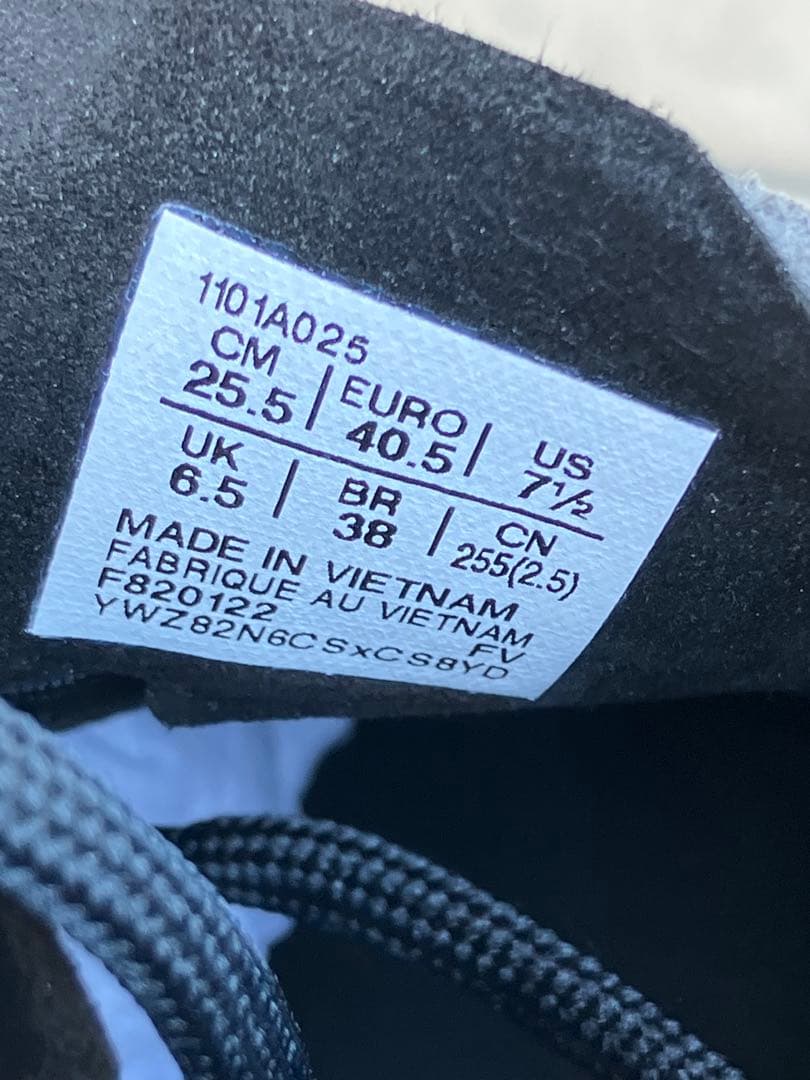 1101A025
CM | EURO | US
25.5 | 40.5 | 7½
UK | BR | CN
6.5 | 38 | 255(2.5)
MADE IN VIETNAM
FABRIQUE AU VIETNAM
F820122 FV
YWZ82N6CSxCS8YD